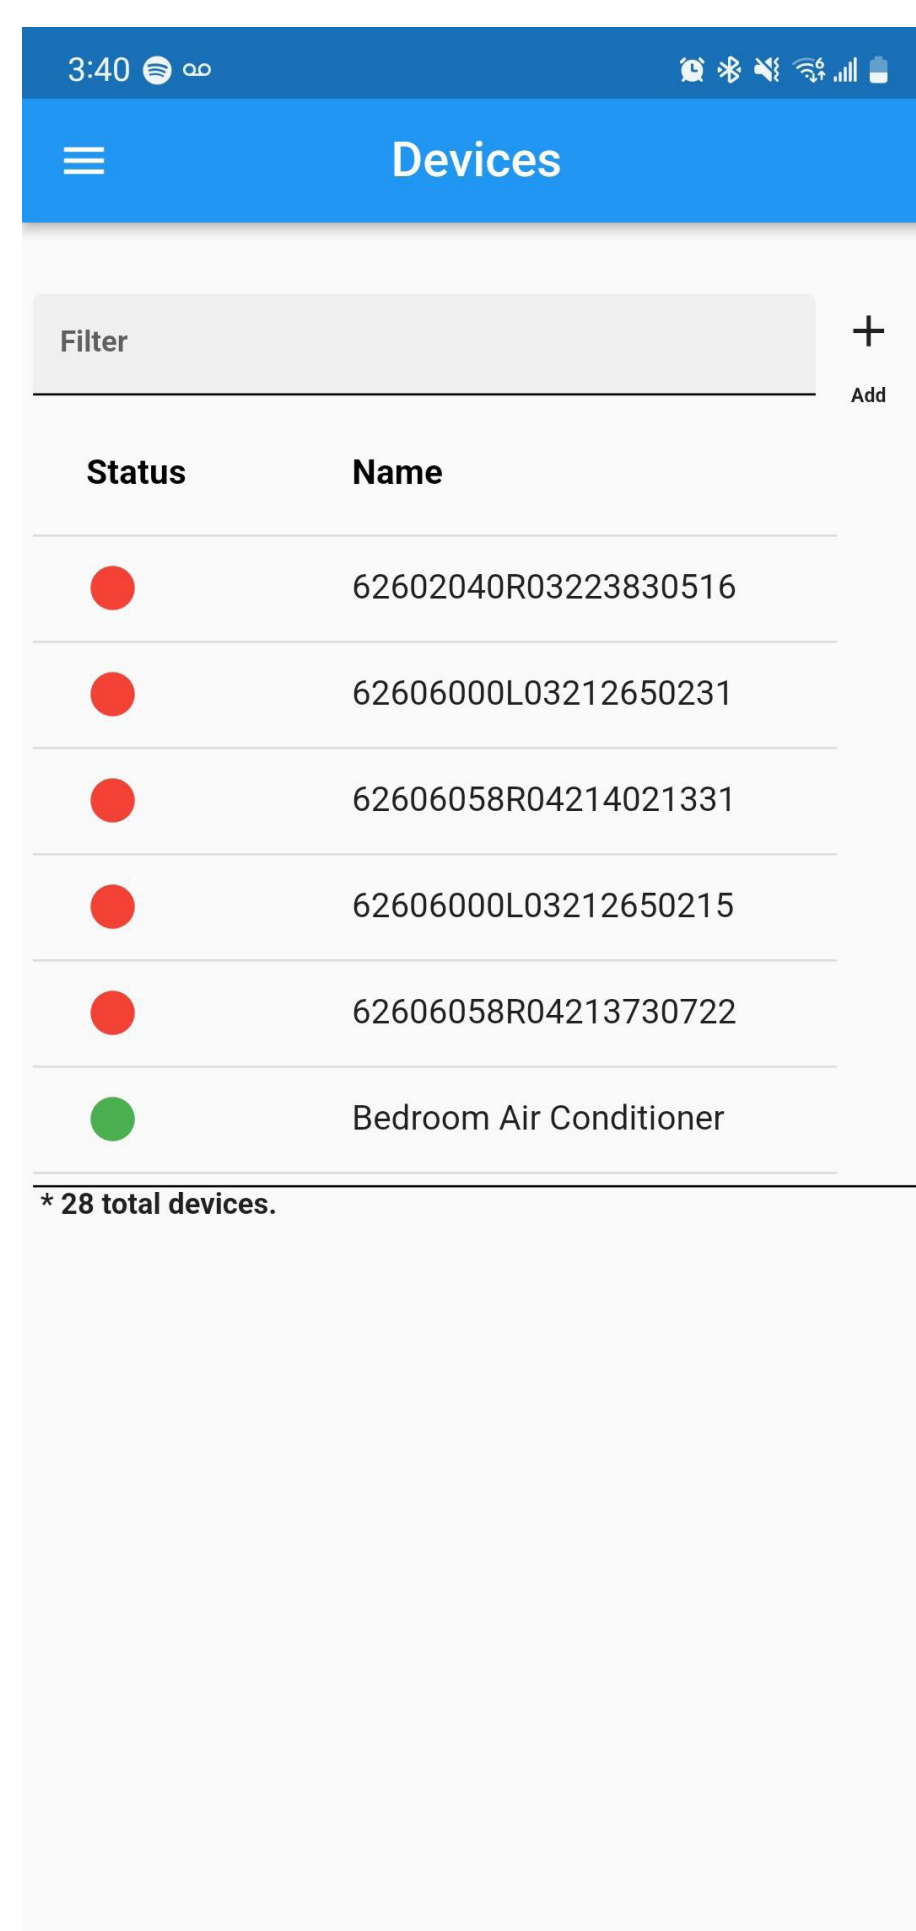 3:40
Devices
Filter
Add
Status Name
62602040R03223830516
62606000L03212650231
62606058R04214021331
62606000L03212650215
62606058R04213730722
Bedroom Air Conditioner
* 28 total devices.